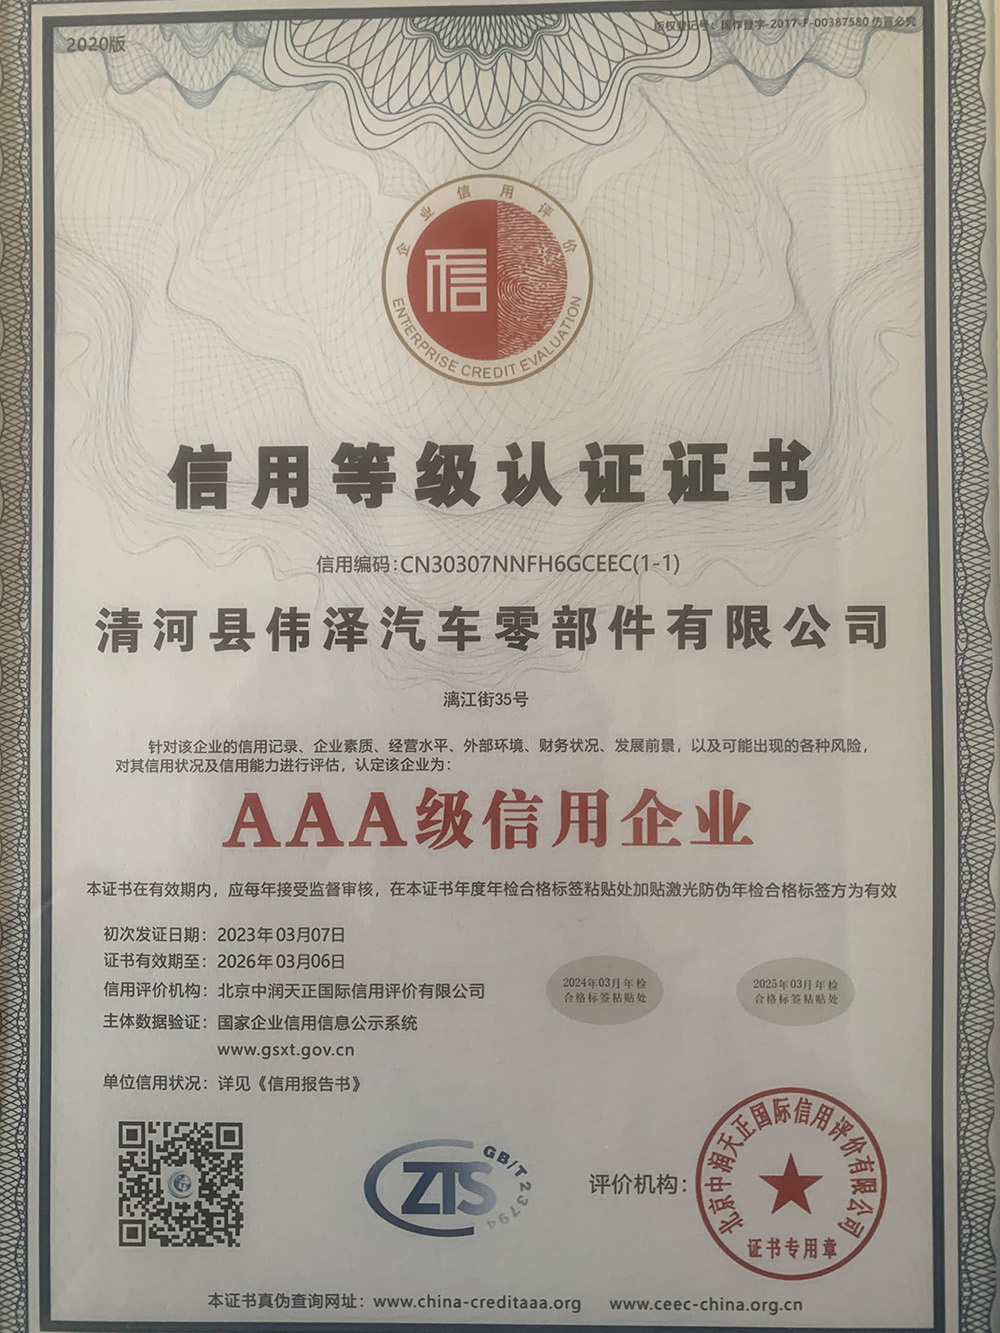 2020版
版权登记号：国作登字-2017-F-00387580 仿冒必究
企业信用评价
信
ENTERPRISE CREDIT EVALUATION
信用等级认证证书
信用编码:CN30307NNFH6GCEEC(1-1)
清河县伟泽汽车零部件有限公司
漓江街35号
针对该企业的信用记录、企业素质、经营水平、外部环境、财务状况、发展前景，以及可能出现的各种风险，
对其信用状况及信用能力进行评估，认定该企业为：
AAA级信用企业
本证书在有效期内，应每年接受监督审核，在本证书年度年检合格标签粘贴处加贴激光防伪年检合格标签方为有效
初次发证日期：2023年03月07日
证书有效期至：2026年03月06日
信用评价机构：北京中润天正国际信用评价有限公司
主体数据验证：国家企业信用信息公示系统
www.gsxt.gov.cn
单位信用状况：详见《信用报告书》
2024年03月年检
合格标签粘贴处
2025年03月年检
合格标签粘贴处
ZTS
GB/T23794
评价机构：
北京中润天正国际信用评价有限公司
证书专用章
本证书真伪查询网址：www.china-creditaaa.org www.ceec-china.org.cn